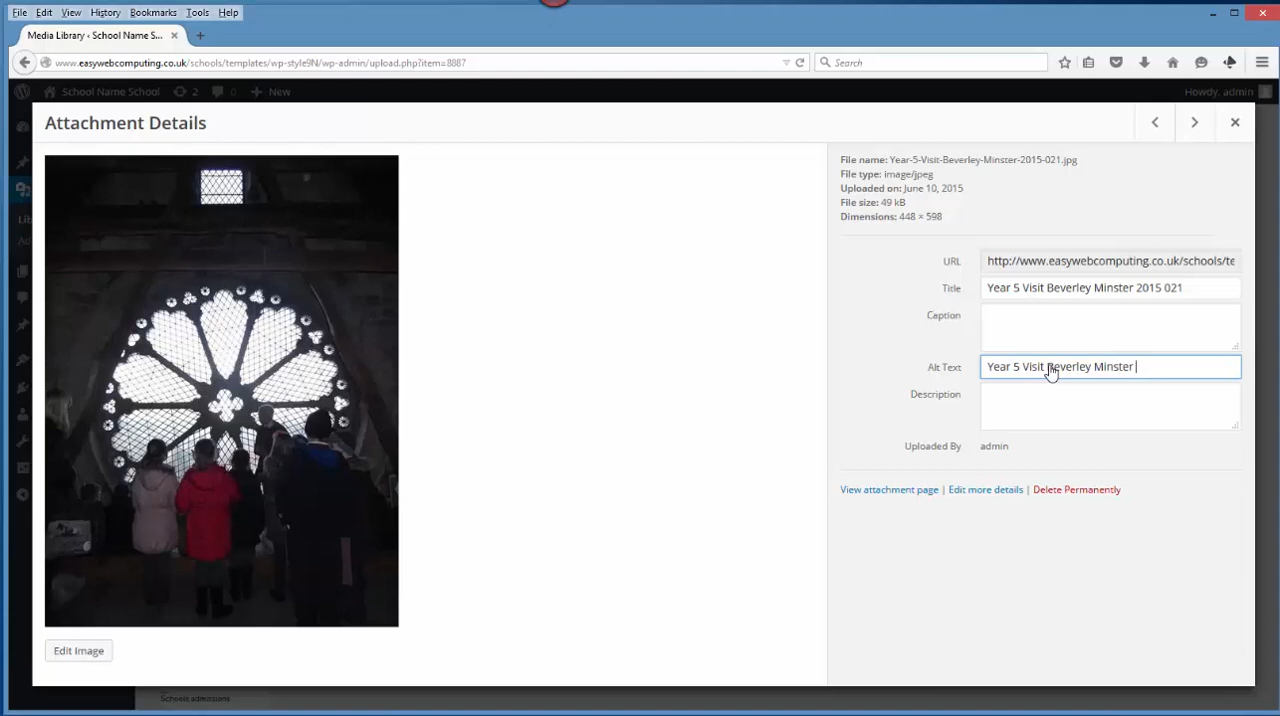 File Edit View History Bookmarks Tools Help
Media Library ‹ School Name S...
www.easywebcomputing.co.uk/schools/templates/wp-style9N/wp-admin/upload.php?item=8887
Search
School Name School 2 0 New Howdy, admin
Attachment Details
File name: Year-5-Visit-Beverley-Minster-2015-021.jpg
File type: image/jpeg
Uploaded on: June 10, 2015
File size: 49 kB
Dimensions: 448 × 598
URL http://www.easywebcomputing.co.uk/schools/te
Title Year 5 Visit Beverley Minster 2015 021
Caption
Alt Text Year 5 Visit Beverley Minster
Description
Uploaded By admin
View attachment page | Edit more details | Delete Permanently
Lib
Edit Image
Schools admissions